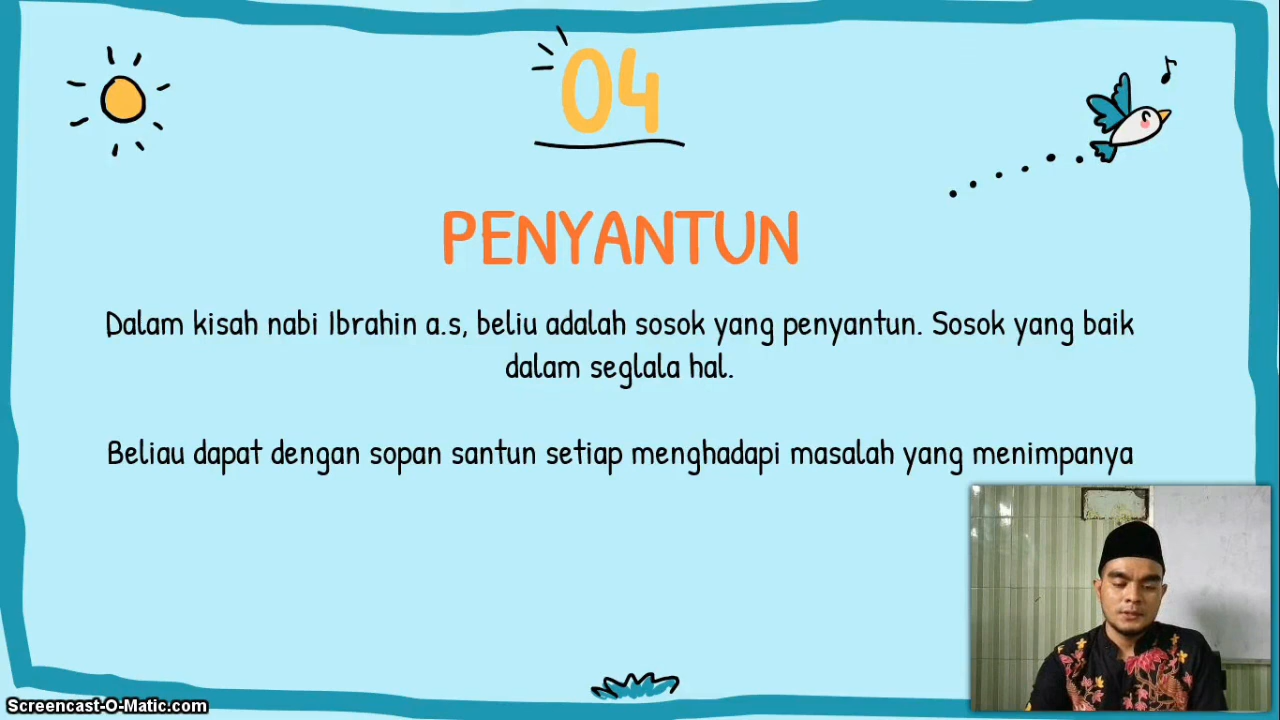 04
PENYANTUN
Dalam kisah nabi Ibrahin a.s, beliu adalah sosok yang penyantun. Sosok yang baik
dalam seglala hal.
Beliau dapat dengan sopan santun setiap menghadapi masalah yang menimpanya
Screencast-O-Matic.com